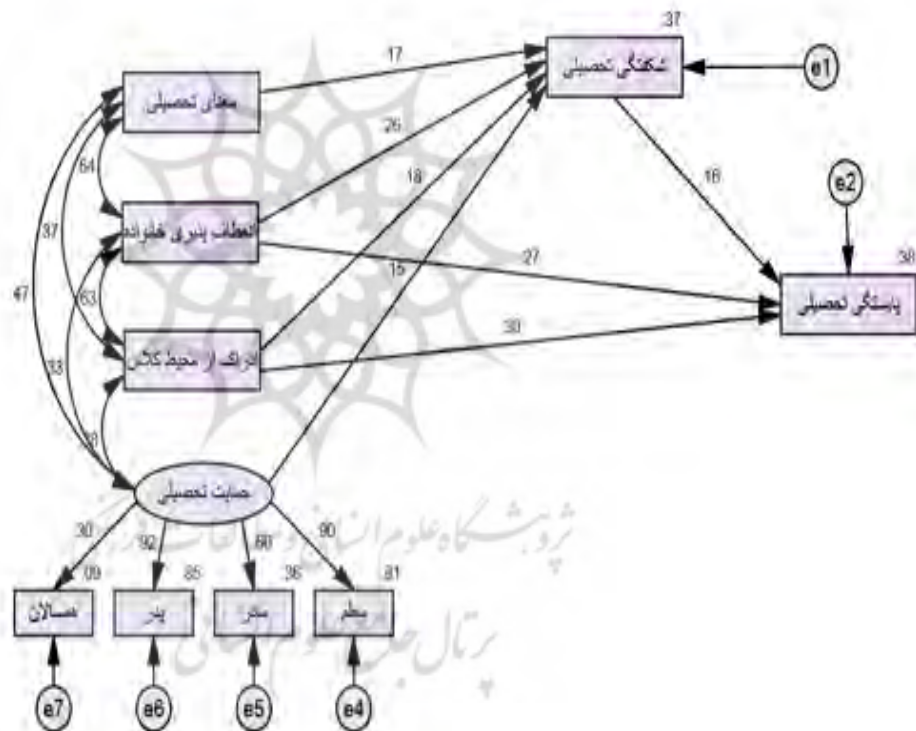 .37
شکفتگی تحصیلی
e1
.17
معنای تحصیلی
.26
.64
.18
.16
e2
انعطاف پذیری خانواده
.37
.27
.38
پایستگی تحصیلی
.15
.47
.63
.30
ادراک از محیط کلاس
.33
حمایت تحصیلی
.30
.92
.60
.90
.09
.85
.36
.81
همسالان
پدر
معلم
e7
e6
e5
e4
پژوهشگاه علوم انسانی و مطالعات فرهنگی
پرتال جامع علوم انسانی